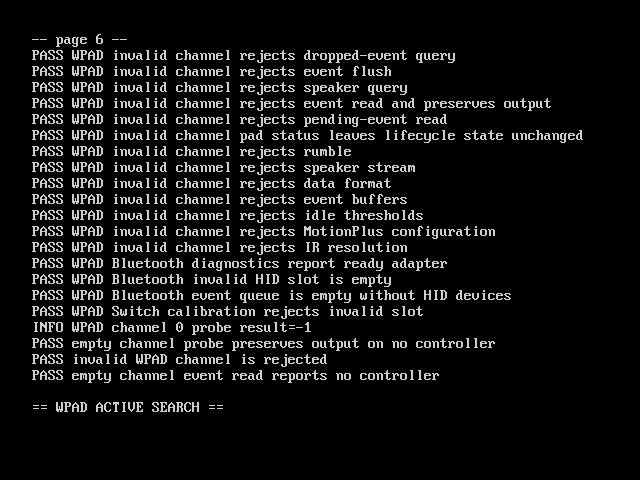 -- page 6 --
PASS WPAD invalid channel rejects dropped-event query
PASS WPAD invalid channel rejects event flush
PASS WPAD invalid channel rejects speaker query
PASS WPAD invalid channel rejects event read and preserves output
PASS WPAD invalid channel rejects pending-event read
PASS WPAD invalid channel pad status leaves lifecycle state unchanged
PASS WPAD invalid channel rejects rumble
PASS WPAD invalid channel rejects speaker stream
PASS WPAD invalid channel rejects data format
PASS WPAD invalid channel rejects event buffers
PASS WPAD invalid channel rejects idle thresholds
PASS WPAD invalid channel rejects MotionPlus configuration
PASS WPAD invalid channel rejects IR resolution
PASS WPAD Bluetooth diagnostics report ready adapter
PASS WPAD Bluetooth invalid HID slot is empty
PASS WPAD Bluetooth event queue is empty without HID devices
PASS WPAD Switch calibration rejects invalid slot
INFO WPAD channel 0 probe result=-1
PASS empty channel probe preserves output on no controller
PASS invalid WPAD channel is rejected
PASS empty channel event read reports no controller
== WPAD ACTIVE SEARCH ==